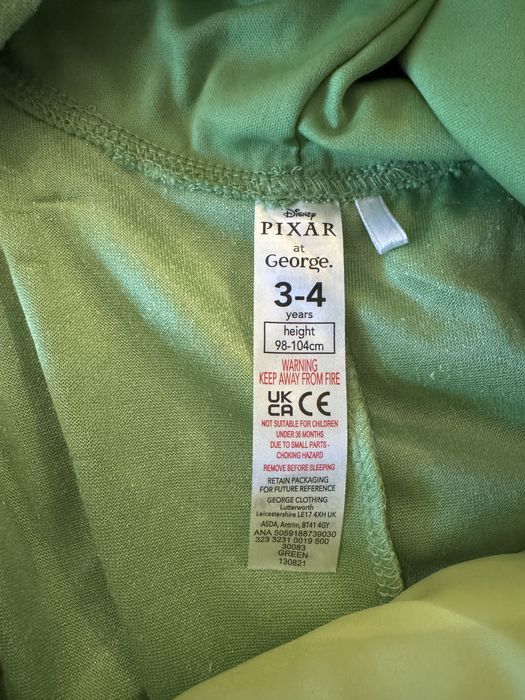 Disney
PIXAR
at
George.
3-4
years
height
98-104cm
WARNING
KEEP AWAY FROM FIRE
UK
CA CE
NOT SUITABLE FOR CHILDREN
UNDER 36 MONTHS
DUE TO SMALL PARTS -
CHOKING HAZARD
REMOVE BEFORE SLEEPING
RETAIN PACKAGING
FOR FUTURE REFERENCE
GEORGE CLOTHING
Lutterworth
Leicestershire LE17 4XH UK
ASDA, Antrim, BT41 4GY
ANA 5059188739030
323 3231 0019 500
30083
GREEN
130821